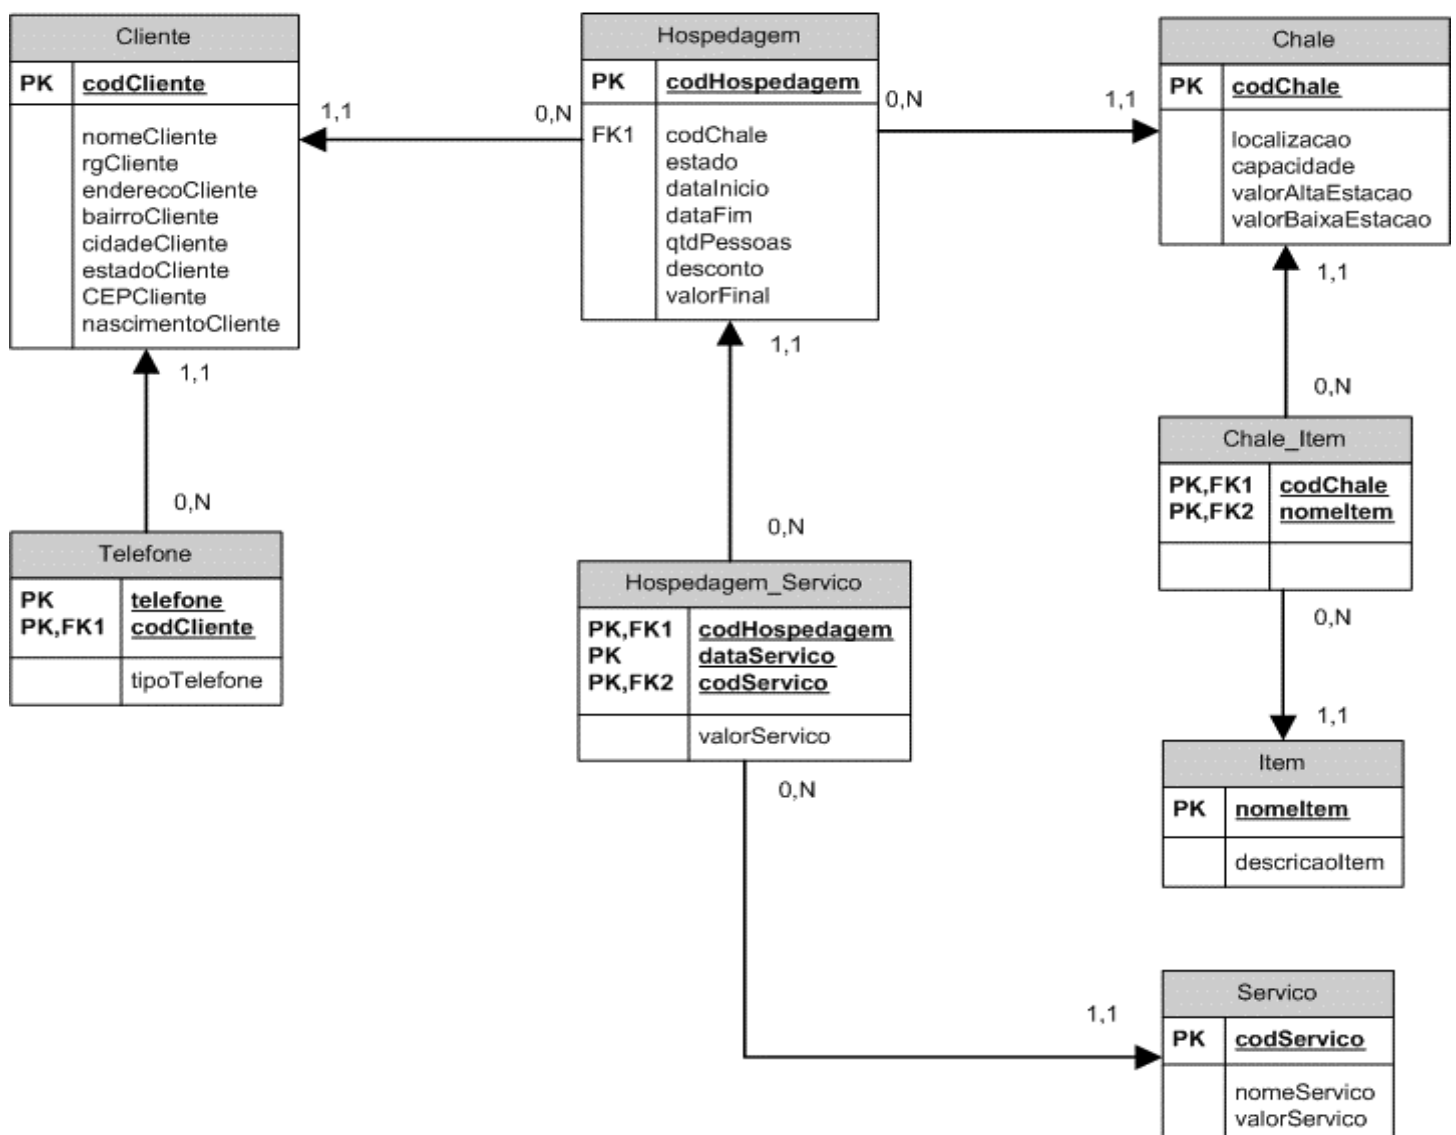 Cliente
PK codCliente
nomeCliente
rgCliente
enderecoCliente
bairroCliente
cidadeCliente
estadoCliente
CEPCliente
nascimentoCliente
1,1
0,N
Hospedagem
PK codHospedagem
FK1 codChale
estado
dataInicio
dataFim
qtdPessoas
desconto
valorFinal
0,N
1,1
Chale
PK codChale
localizacao
capacidade
valorAltaEstacao
valorBaixaEstacao
1,1
0,N
Telefone
PK telefone
PK,FK1 codCliente
tipoTelefone
1,1
0,N
Hospedagem_Servico
PK,FK1 codHospedagem
PK dataServico
PK,FK2 codServico
valorServico
0,N
1,1
1,1
0,N
Chale_Item
PK,FK1 codChale
PK,FK2 nomeItem
0,N
1,1
Item
PK nomeItem
descricaoItem
Servico
PK codServico
nomeServico
valorServico